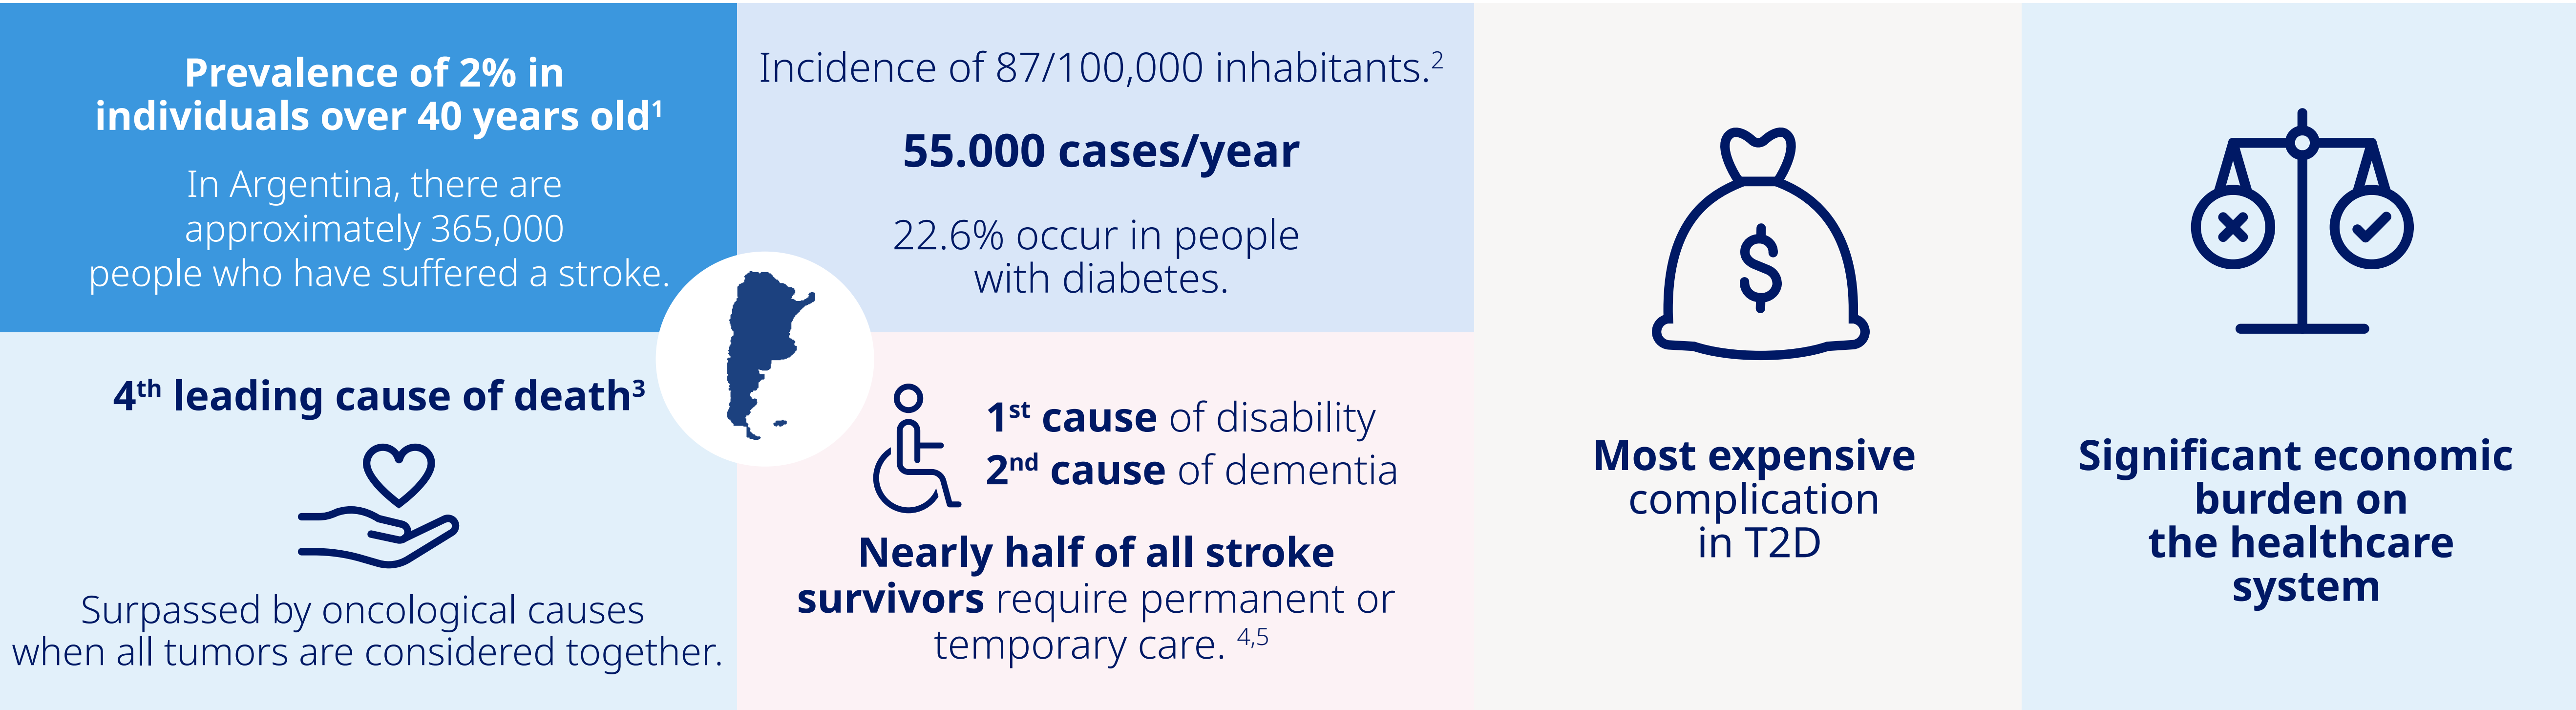 Prevalence of 2% in
individuals over 40 years old¹
In Argentina, there are
approximately 365,000
people who have suffered a stroke.
Incidence of 87/100,000 inhabitants.²
55.000 cases/year
22.6% occur in people
with diabetes.
4th leading cause of death³
Surpassed by oncological causes
when all tumors are considered together.
1st cause of disability
2nd cause of dementia
Nearly half of all stroke
survivors require permanent or
temporary care. ⁴,⁵
$
Most expensive
complication
in T2D
Significant economic
burden on
the healthcare
system